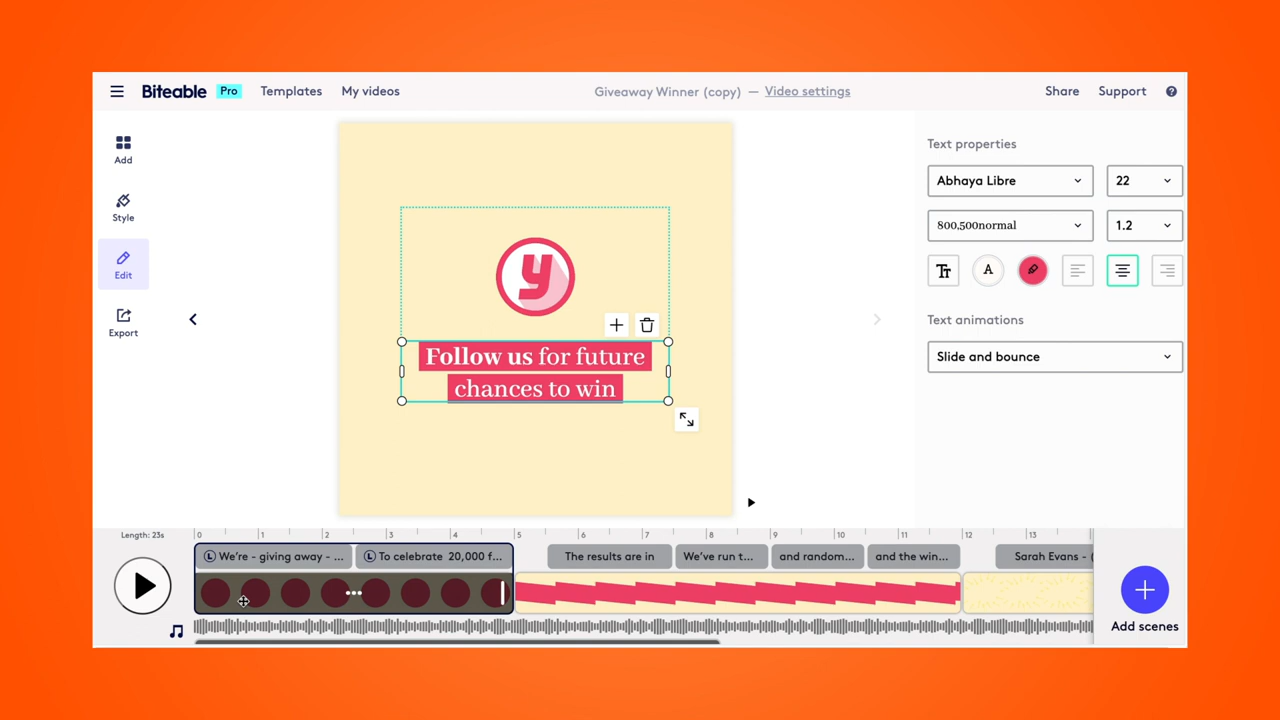 Biteable Pro Templates My videos Giveaway Winner (copy) — Video settings Share Support ?
Add
Style
Edit
Export
y
Follow us for future
chances to win
Text properties
Abhaya Libre 22
800,500normal 1.2
TT A
Text animations
Slide and bounce
Length: 23s 0 1 2 3 4 5 6 7 8 9 10 11 12 13
L We're - giving away - ... L To celebrate 20,000 f... The results are in We've run t... and random... and the win... Sarah Evans - (
Add scenes